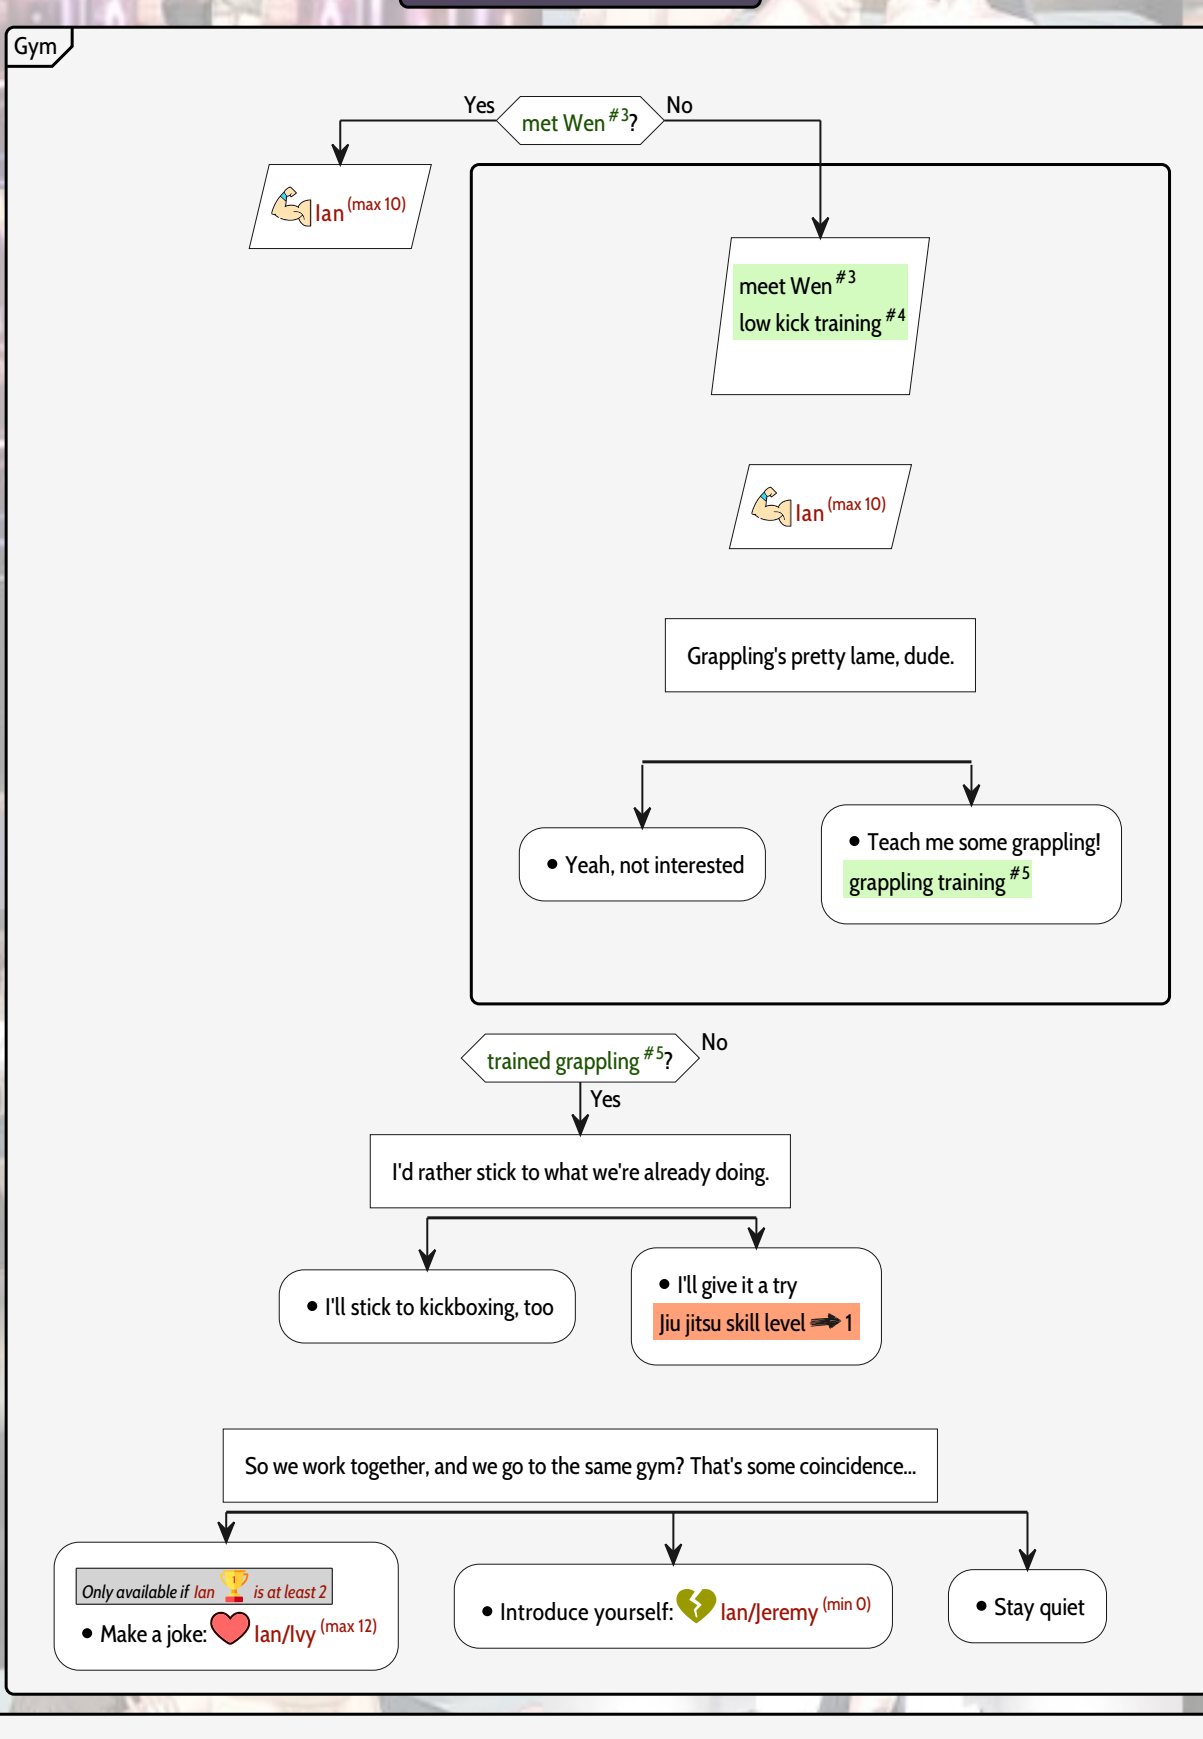 Gym
Yes
met Wen #3?
No
Ian (max 10)
meet Wen #3
low kick training #4
Ian (max 10)
Grappling's pretty lame, dude.
• Yeah, not interested
• Teach me some grappling!
grappling training #5
trained grappling #5?
No
Yes
I'd rather stick to what we're already doing.
• I'll stick to kickboxing, too
• I'll give it a try
Jiu jitsu skill level ➡ 1
So we work together, and we go to the same gym? That's some coincidence...
Only available if Ian 🏆 is at least 2
• Make a joke: ❤ Ian/Ivy (max 12)
• Introduce yourself: 💔 Ian/Jeremy (min 0)
• Stay quiet